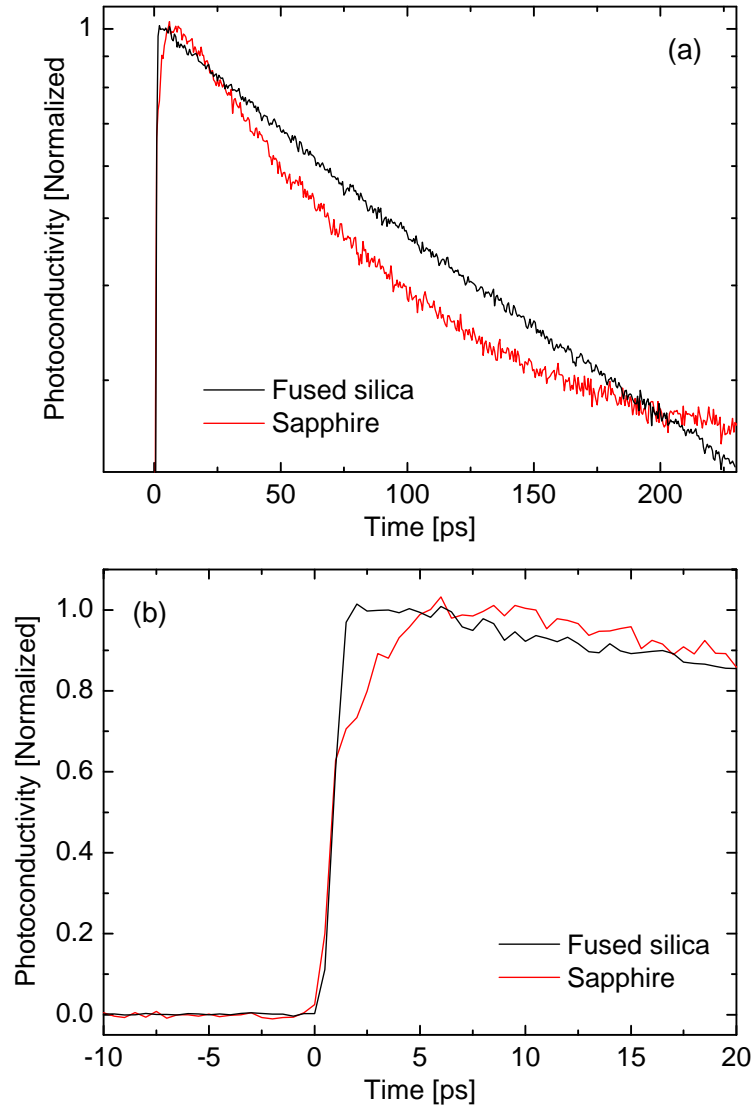 1
(a)
Photoconductivity [Normalized]
Fused silica
Sapphire
0 50 100 150 200
Time [ps]
(b)
1.0
0.8
0.6
0.4
0.2
0.0
Photoconductivity [Normalized]
Fused silica
Sapphire
-10 -5 0 5 10 15 20
Time [ps]